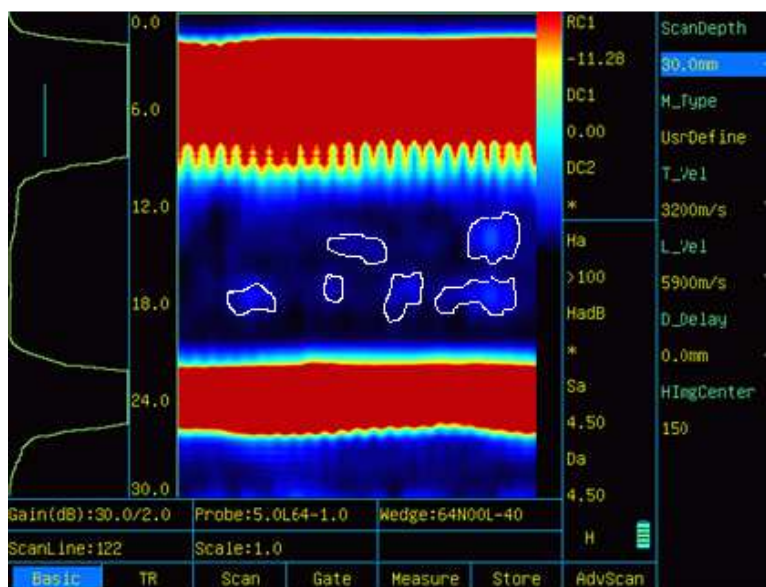 0.0
6.0
12.0
18.0
24.0
30.0
RC1
-11.28
DC1
0.00
DC2
*
Ha
>100
HadB
*
Sa
4.50
Da
4.50
H
ScanDepth
30.0mm
M_Type
UsrDefine
T_Vel
3200m/s
L_Vel
5900m/s
D_Delay
0.0mm
HImgCenter
150
Gain(dB):30.0/2.0 Probe:5.0L64-1.0 Wedge:64N00L-40
ScanLine:122 Scale:1.0
Basic TR Scan Gate Measure Store AdvScan